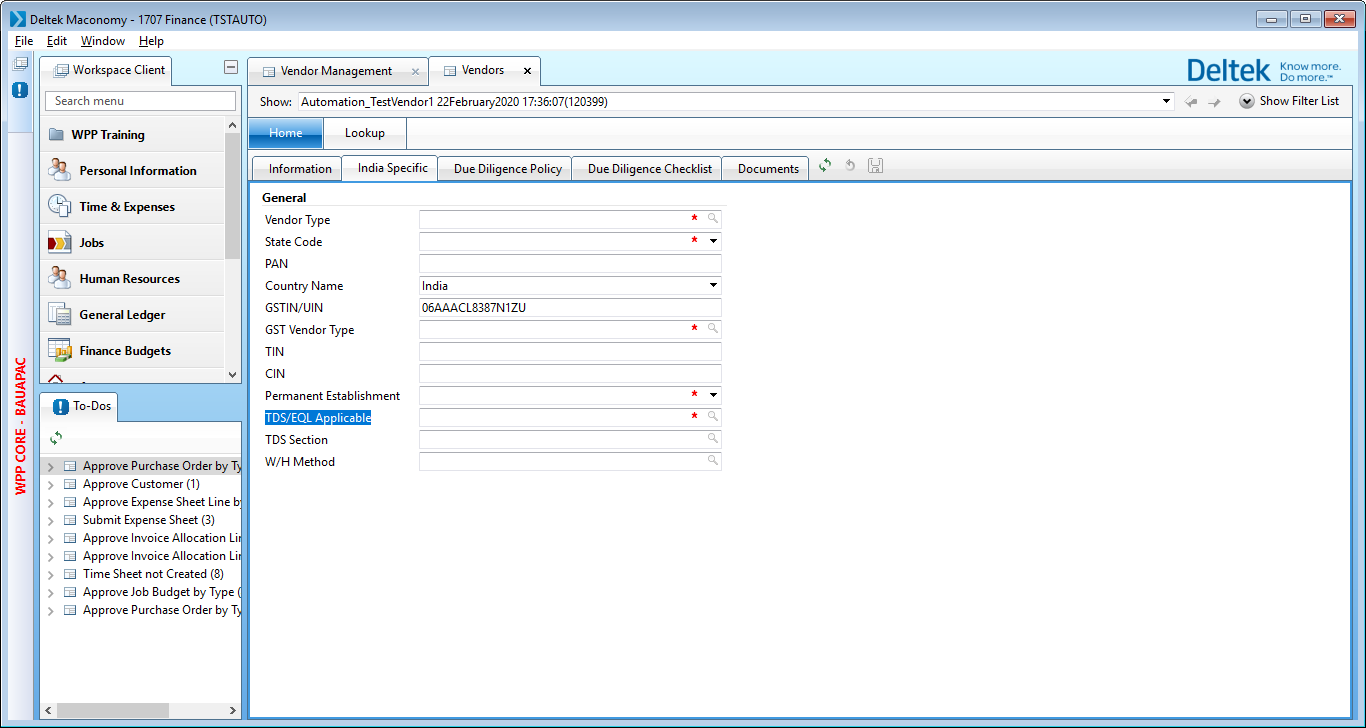 Deltek Maconomy - 1707 Finance (TSTAUTO)
File Edit Window Help
Workspace Client
Search menu
WPP Training
Personal Information
Time & Expenses
Jobs
Human Resources
General Ledger
Finance Budgets
WPP CORE - BAUAPAC
To-Dos
Approve Purchase Order by Ty
Approve Customer (1)
Approve Expense Sheet Line by
Submit Expense Sheet (3)
Approve Invoice Allocation Lin
Approve Invoice Allocation Lin
Time Sheet not Created (8)
Approve Job Budget by Type (
Approve Purchase Order by Ty
Vendor Management
Vendors
Deltek Know more.
Do more.™
Show: Automation_TestVendor1 22February2020 17:36:07(120399)
Show Filter List
Home Lookup
Information India Specific Due Diligence Policy Due Diligence Checklist Documents
General
Vendor Type *
State Code *
PAN
Country Name India
GSTIN/UIN 06AAACL8387N1ZU
GST Vendor Type *
TIN
CIN
Permanent Establishment *
TDS/EQL Applicable *
TDS Section
W/H Method